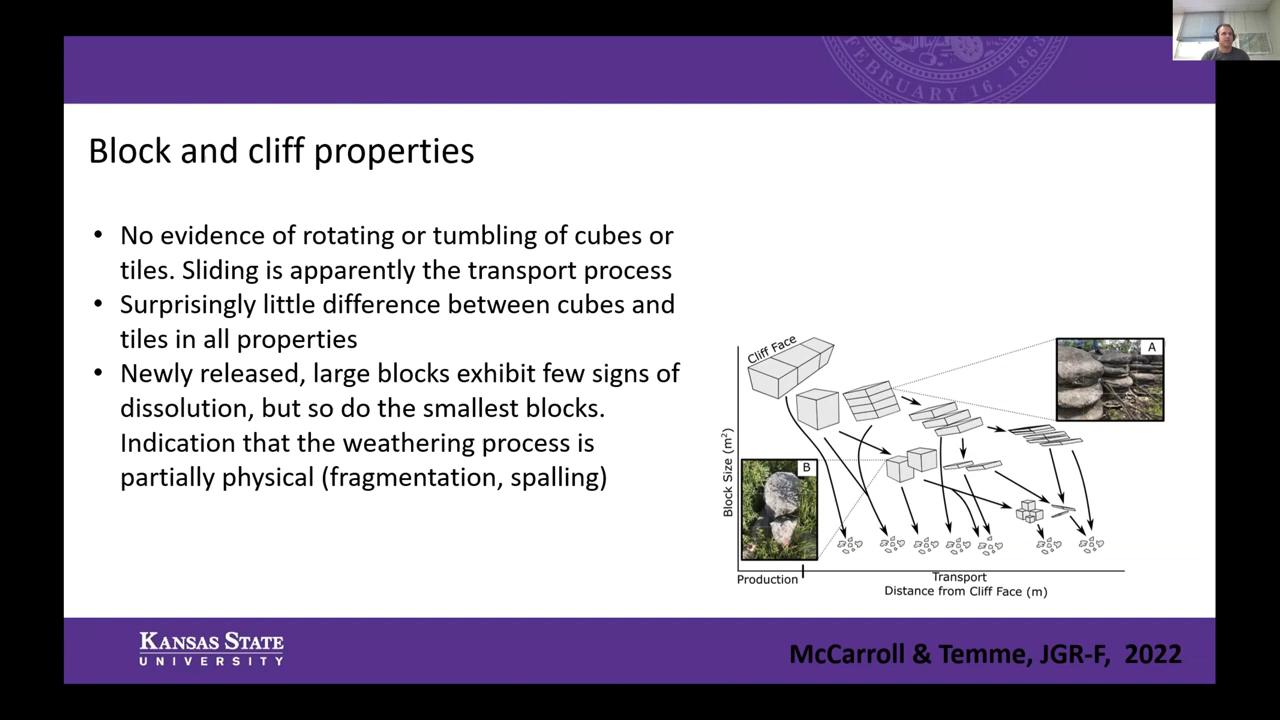 FEBRUARY 16, 1863
Block and cliff properties
• No evidence of rotating or tumbling of cubes or
tiles. Sliding is apparently the transport process
• Surprisingly little difference between cubes and
tiles in all properties
• Newly released, large blocks exhibit few signs of
dissolution, but so do the smallest blocks.
Indication that the weathering process is
partially physical (fragmentation, spalling)
Cliff Face
A
Block Size (m²)
B
Production
Transport
Distance from Cliff Face (m)
KANSAS STATE
UNIVERSITY
McCarroll & Temme, JGR-F, 2022